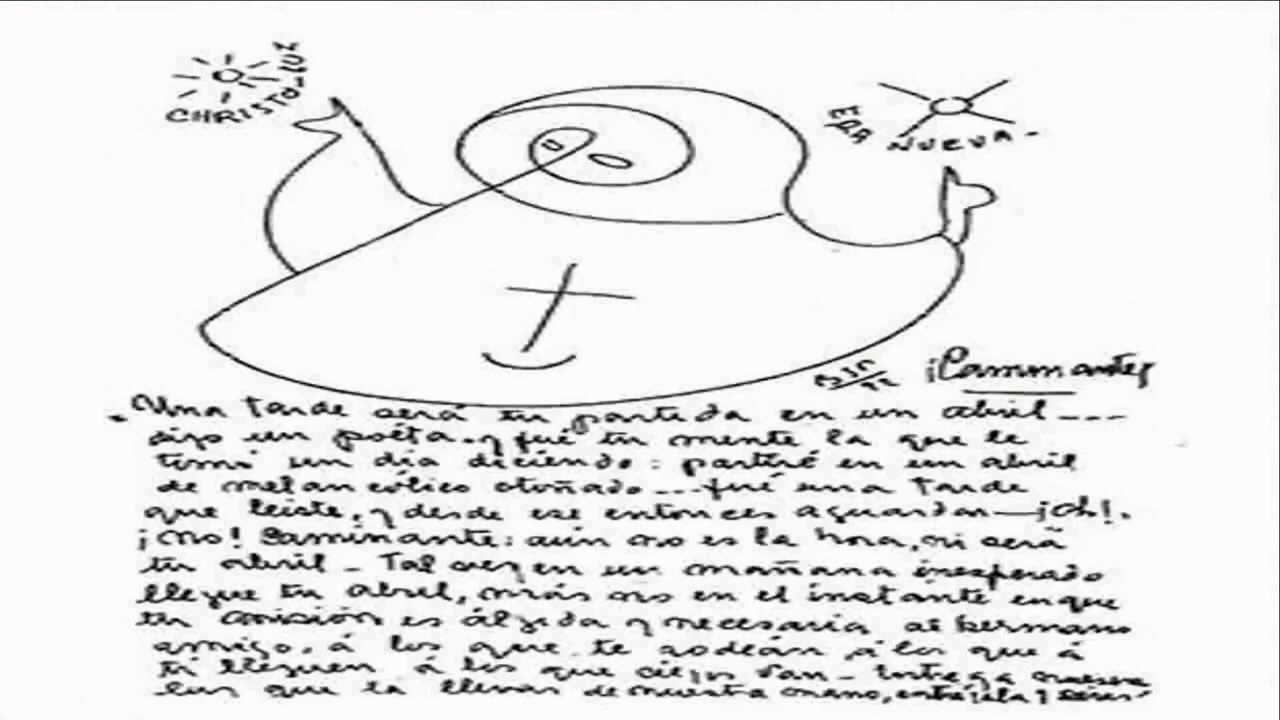 CHRISTO-LUZ
ERA NUEVA-
¡Caminante!
Una tarde será tu partida en un abril----
dijo un poéta. y fué tu mente la que le
tomó un día diciendo: partiré en un abril
de melancólico otoñado....fué una tarde
que leiste, y desde ese entonces aguardas—¡Oh!.
¡no! Caminante: aún no es la hora, ni será
tu abril- Tal vez en un mañana inesperado
llegue tu abril, más no en el instante en que
tu misión es álgida y necesaria al hermano
amigo, á los que te rodeán á los que á
ti lleguen á los que ciegos van- Entrega nuestra
luz que la llevas de nuestra mano, entrégala y